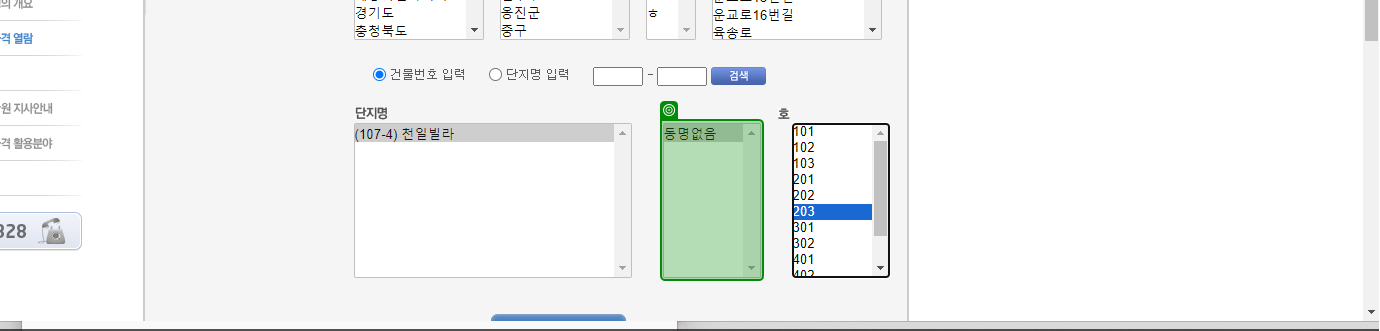 의 개요
격 열람
원 지사안내
격 활용분야
328
경기도
충청북도
옹진군
중구
ㅎ
운교로16번길
육송로
건물번호 입력 단지명 입력 - 검색
단지명 호
(107-4) 전일빌라
동명없음
101
102
103
201
202
203
301
302
401
402